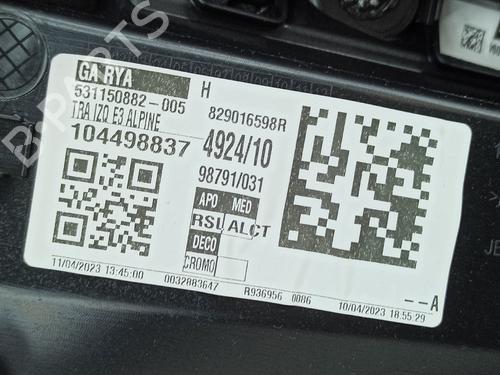 GA RYA H
531150882-005 829016598R
TRA IZQ E3 ALPINE
104498837 4924/10
98791/031
APO MED
RSU ALCT
DECO
CROMO
11/04/2023 13:45:00 0032883647 R936956 0086 10/04/2023 18:55:29 --A
B-PARTS
JE